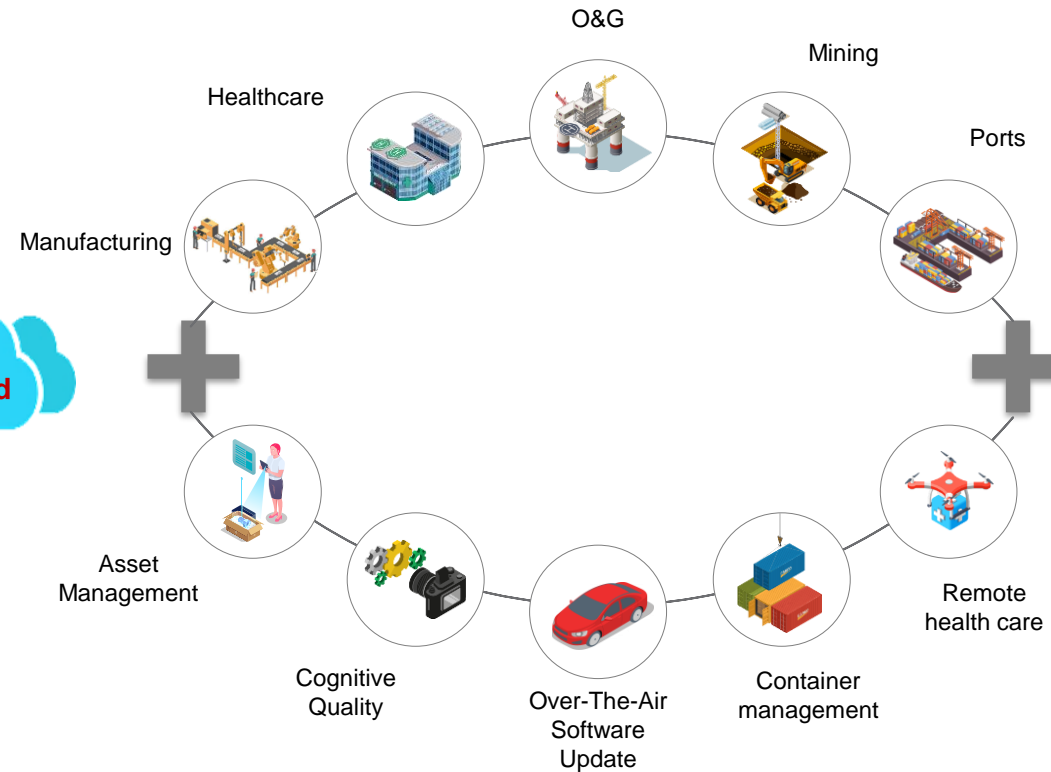 O&G
Mining
Healthcare
Ports
Manufacturing
Asset
Management
Remote
health care
Cognitive
Quality
Over-The-Air
Software
Update
Container
management